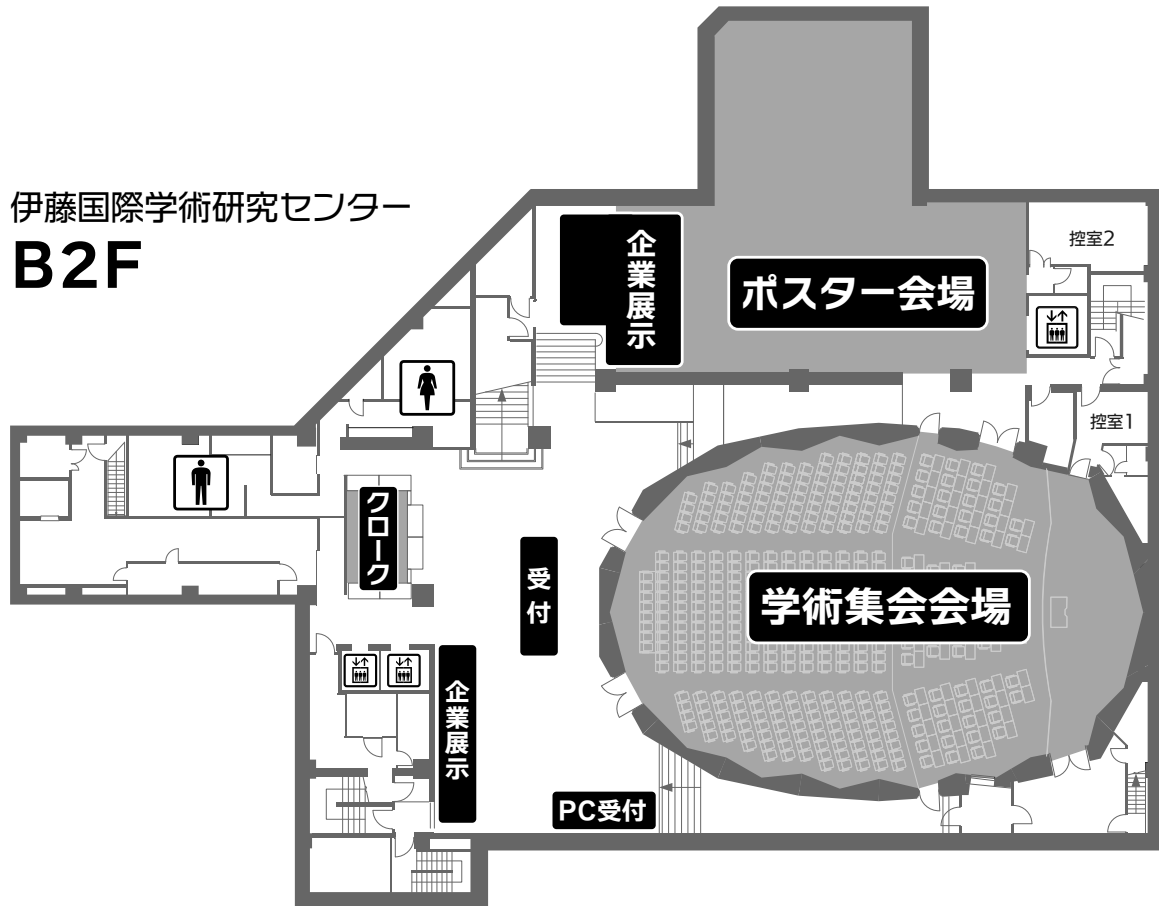 伊藤国際学術研究センター
B2F
企業展示
ポスター会場
控室2
控室1
クローク
受付
学術集会会場
企業展示
PC受付